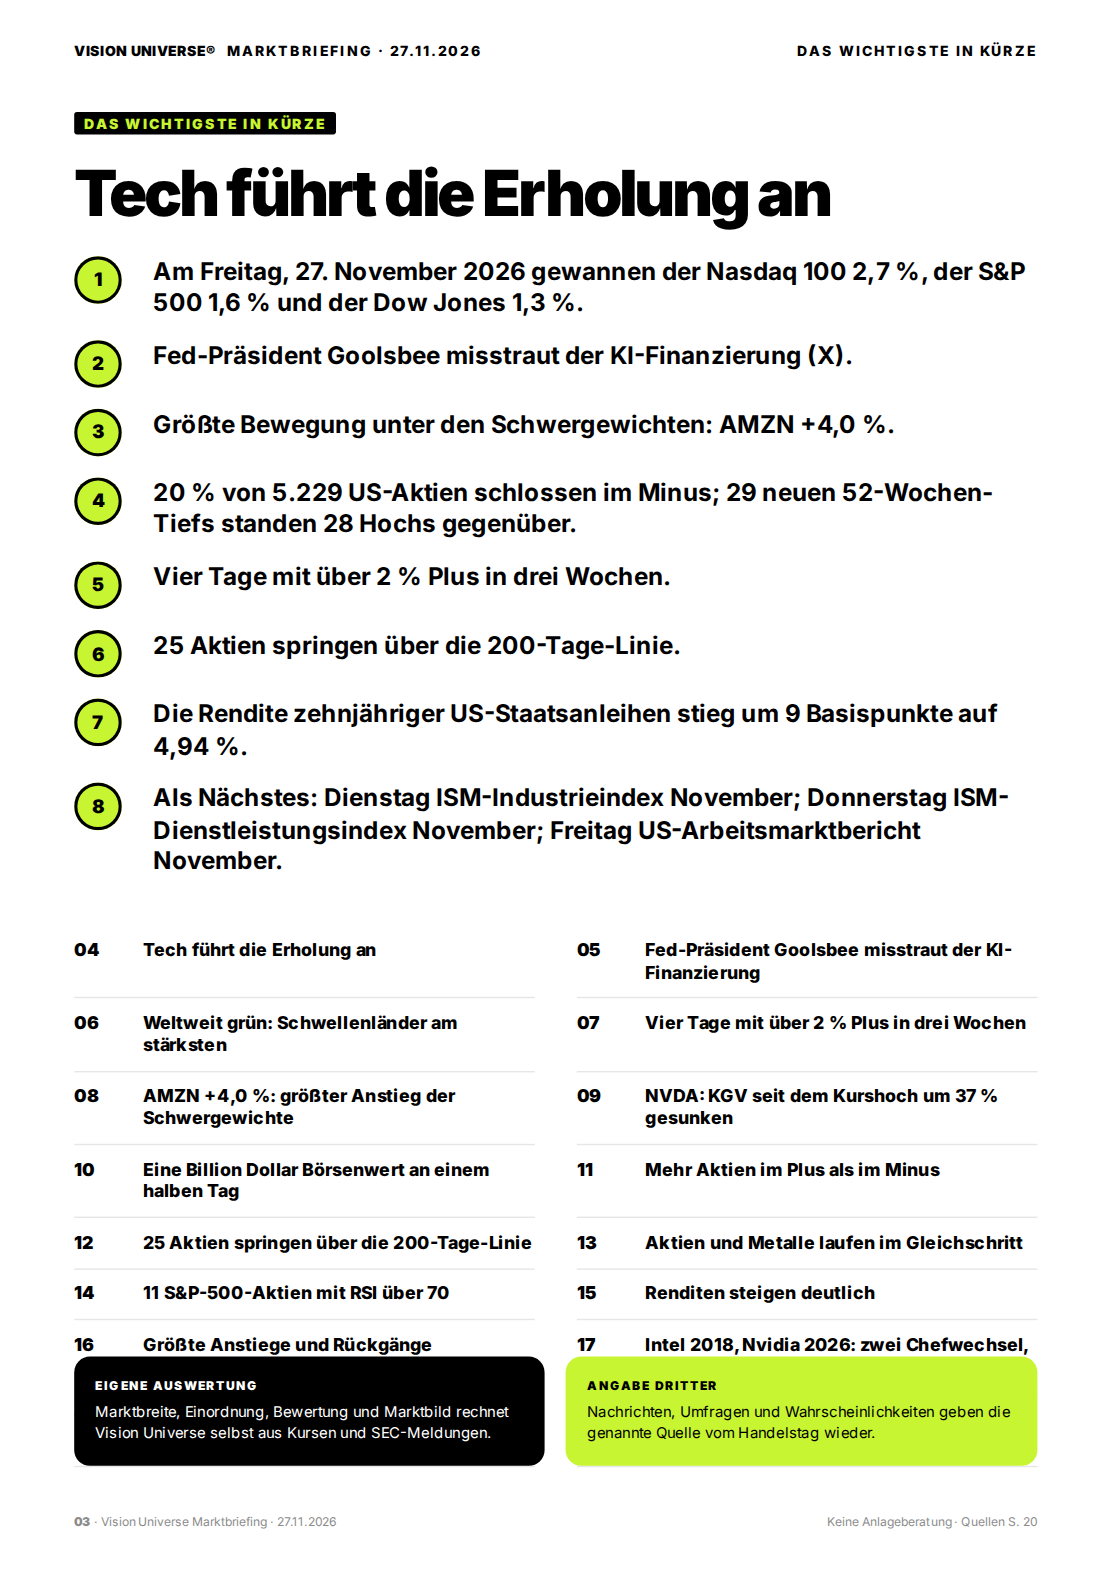 VISION UNIVERSE® MARKTBRIEFING · 27.11.2026
DAS WICHTIGSTE IN KÜRZE
DAS WICHTIGSTE IN KÜRZE
Tech führt die Erholung an
1 Am Freitag, 27. November 2026 gewannen der Nasdaq 100 2,7 %, der S&P
500 1,6 % und der Dow Jones 1,3 %.
2 Fed-Präsident Goolsbee misstraut der KI-Finanzierung (X).
3 Größte Bewegung unter den Schwergewichten: AMZN +4,0 %.
4 20 % von 5.229 US-Aktien schlossen im Minus; 29 neuen 52-Wochen-
Tiefs standen 28 Hochs gegenüber.
5 Vier Tage mit über 2 % Plus in drei Wochen.
6 25 Aktien springen über die 200-Tage-Linie.
7 Die Rendite zehnjähriger US-Staatsanleihen stieg um 9 Basispunkte auf
4,94 %.
8 Als Nächstes: Dienstag ISM-Industrieindex November; Donnerstag ISM-
Dienstleistungsindex November; Freitag US-Arbeitsmarktbericht
November.
04 Tech führt die Erholung an
05 Fed-Präsident Goolsbee misstraut der KI-
Finanzierung
06 Weltweit grün: Schwellenländer am
stärksten
07 Vier Tage mit über 2 % Plus in drei Wochen
08 AMZN +4,0 %: größter Anstieg der
Schwergewichte
09 NVDA: KGV seit dem Kurshoch um 37 %
gesunken
10 Eine Billion Dollar Börsenwert an einem
halben Tag
11 Mehr Aktien im Plus als im Minus
12 25 Aktien springen über die 200-Tage-Linie
13 Aktien und Metalle laufen im Gleichschritt
14 11 S&P-500-Aktien mit RSI über 70
15 Renditen steigen deutlich
16 Größte Anstiege und Rückgänge
17 Intel 2018, Nvidia 2026: zwei Chefwechsel,
EIGENE AUSWERTUNG
Marktbreite, Einordnung, Bewertung und Marktbild rechnet
Vision Universe selbst aus Kursen und SEC-Meldungen.
ANGABE DRITTER
Nachrichten, Umfragen und Wahrscheinlichkeiten geben die
genannte Quelle vom Handelstag wieder.
03 · Vision Universe Marktbriefing · 27.11.2026
Keine Anlageberatung · Quellen S. 20